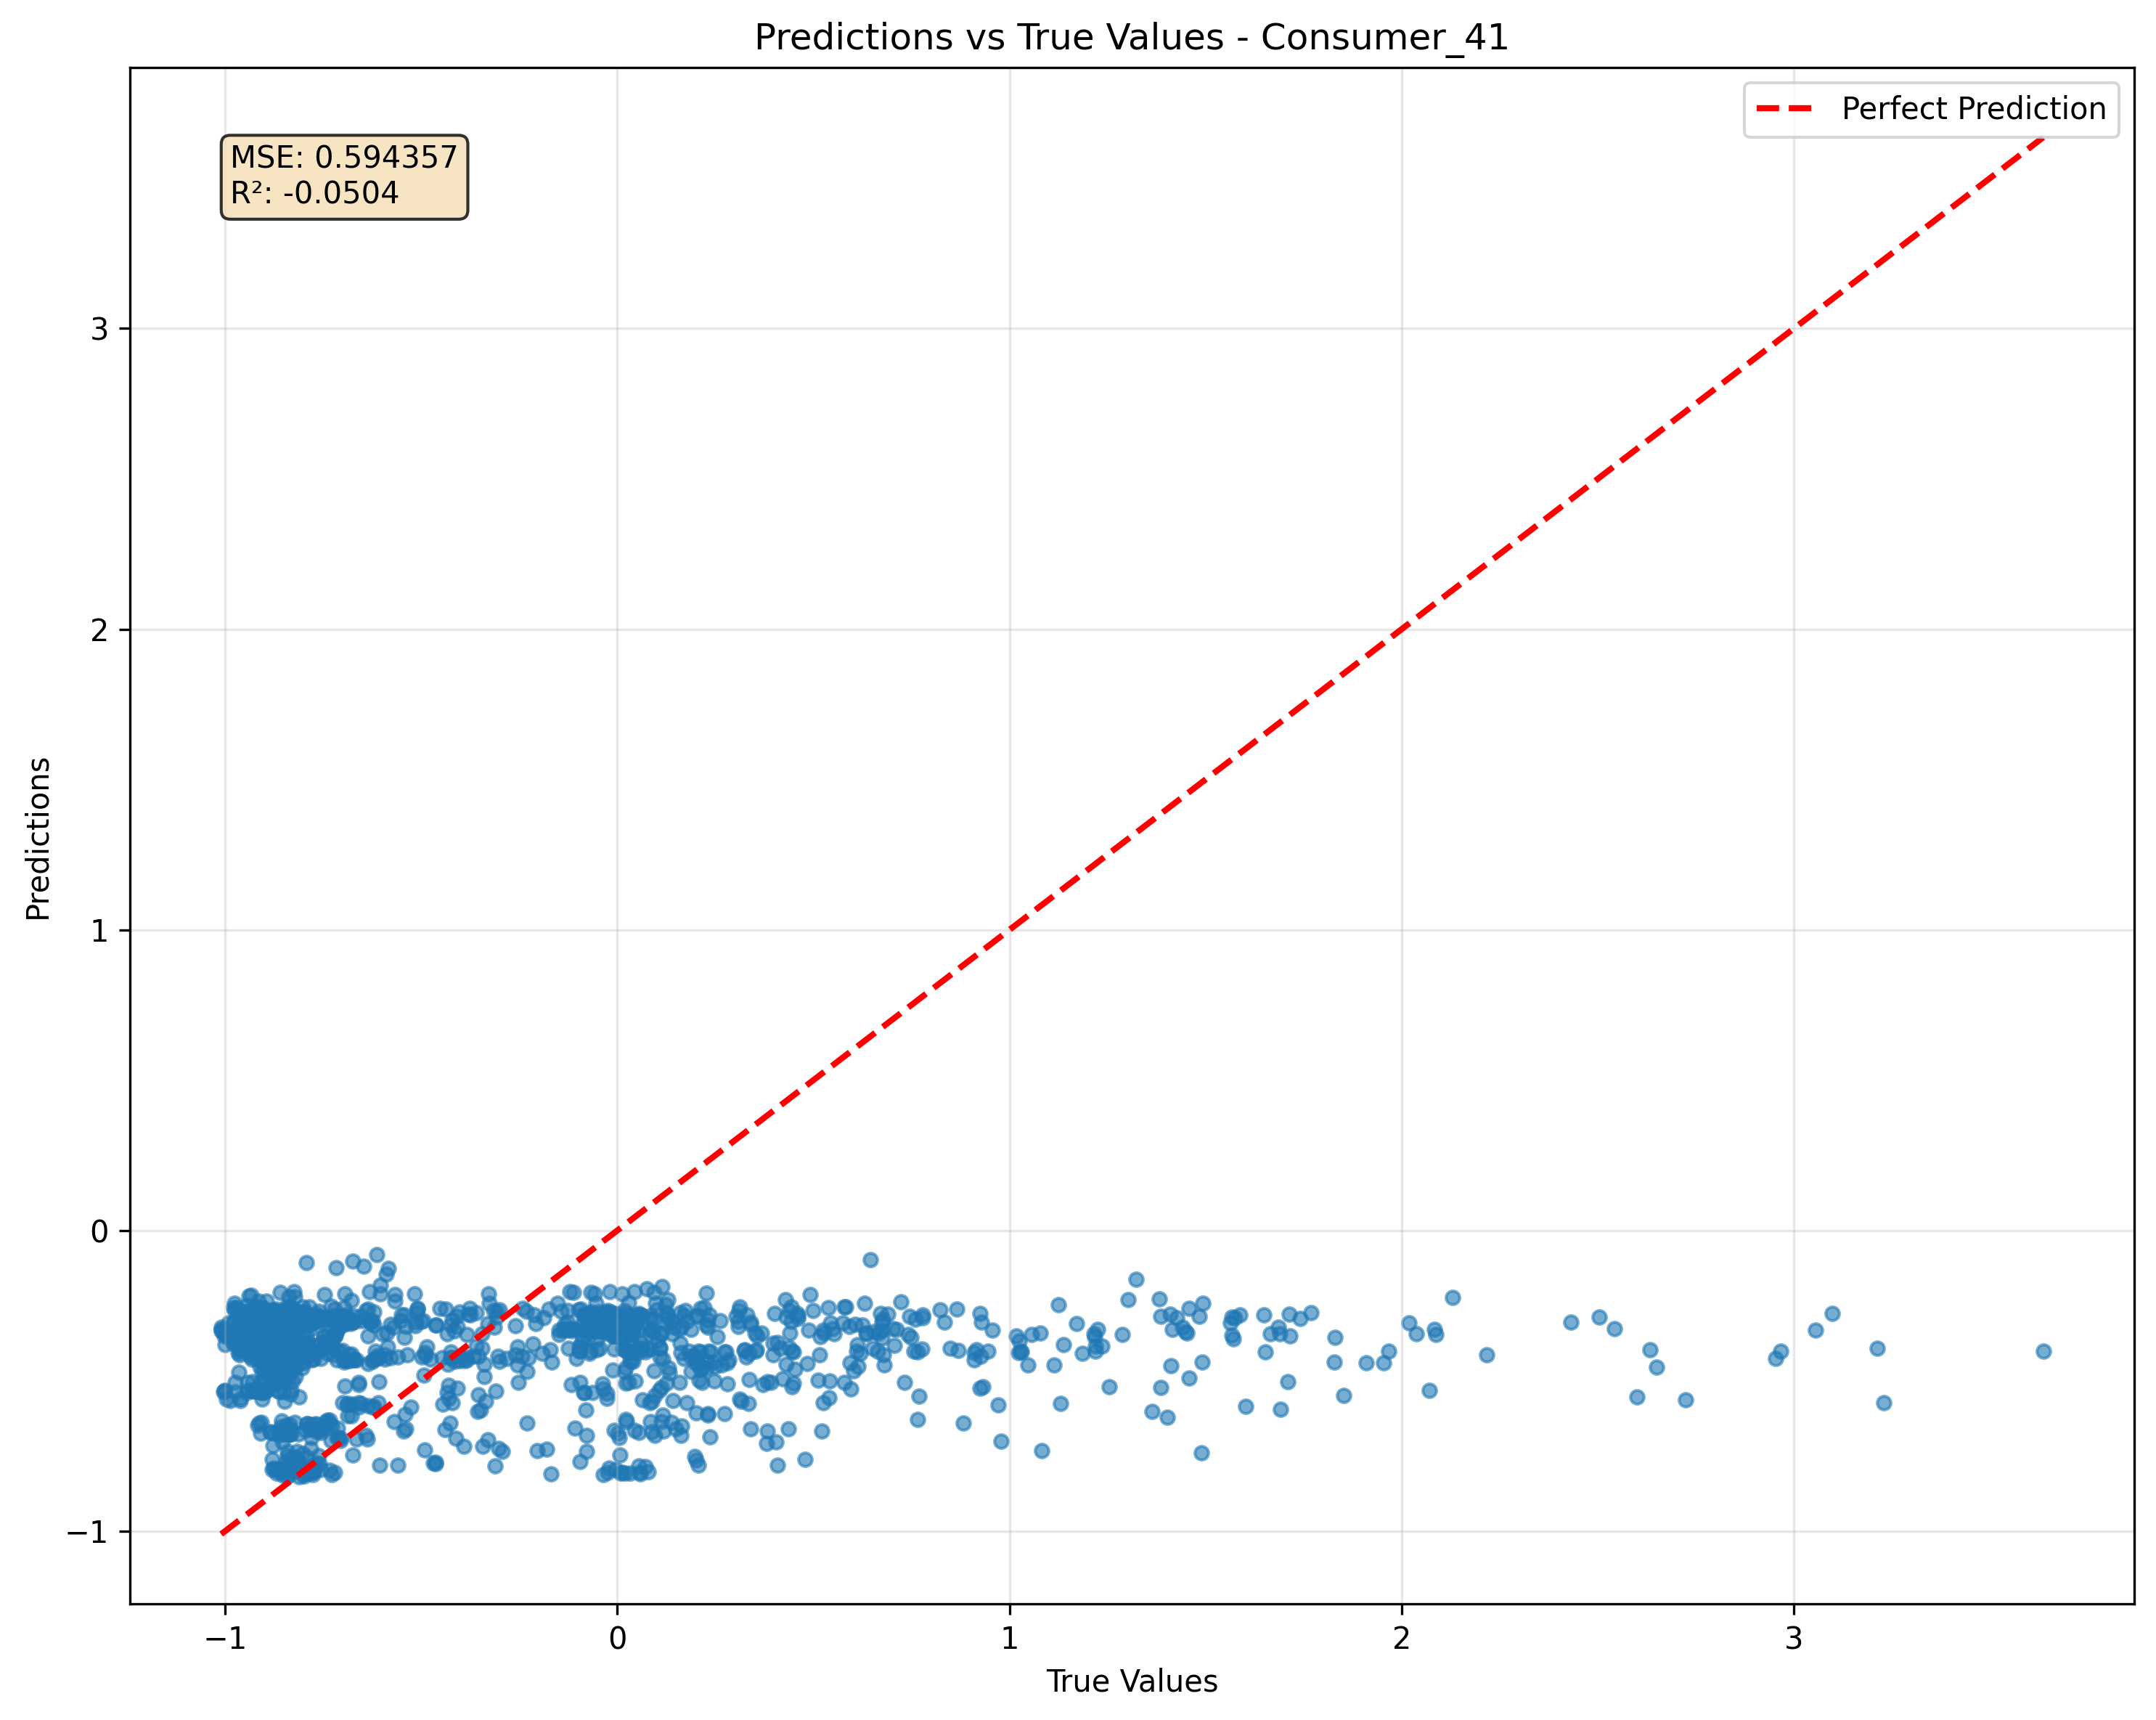 Predictions vs True Values - Consumer_41
Perfect Prediction
MSE: 0.594357
R²: -0.0504
3
2
1
0
−1
Predictions
−1
0
1
2
3
True Values